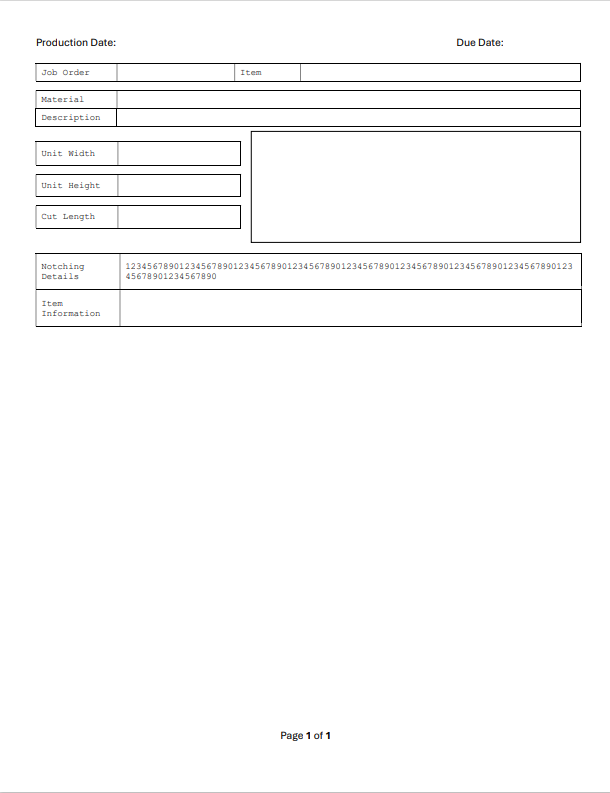 Production Date: Due Date:
Job Order Item
Material
Description
Unit Width
Unit Height
Cut Length
Notching Details 12345678901234567890123456789012345678901234567890123456789012345678901234567890123
45678901234567890
Item
Information
Page 1 of 1